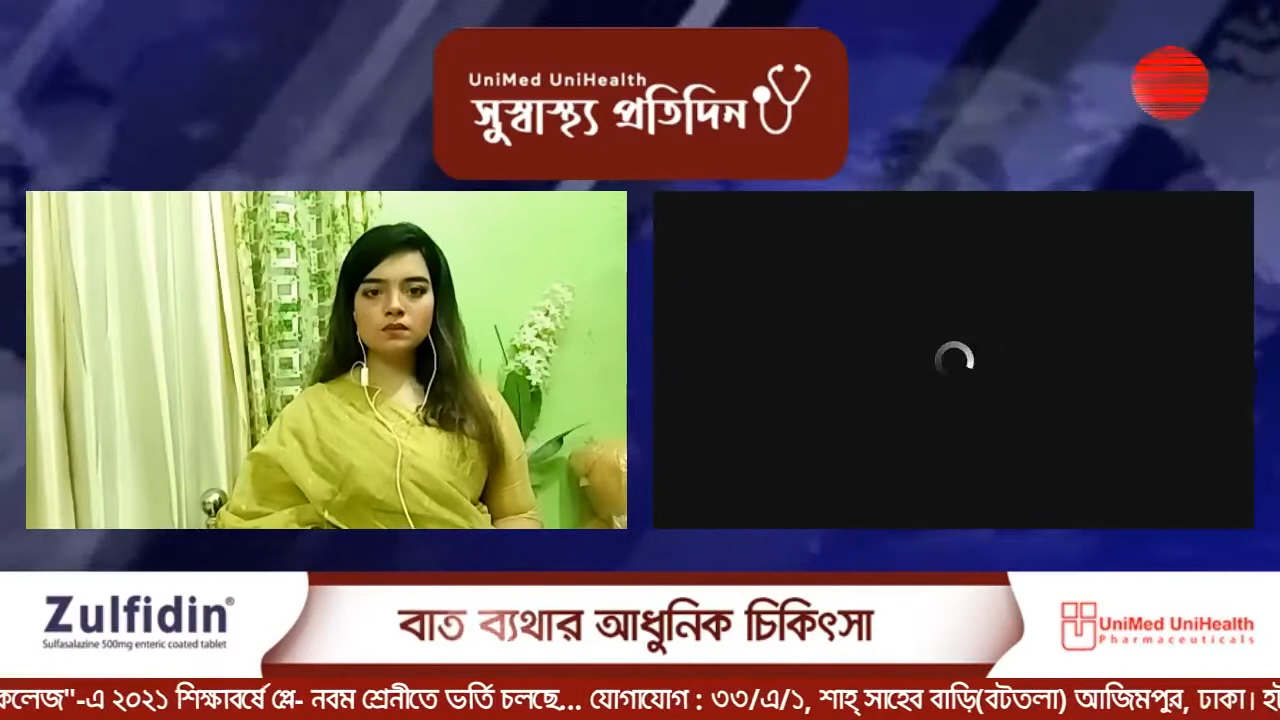 UniMed UniHealth
সুস্বাস্থ্য প্রতিদিন
Zulfidin®
Sulfasalazine 500mg enteric coated tablet
বাত ব্যথার আধুনিক চিকিৎসা
UniMed UniHealth
Pharmaceuticals
কলেজ"-এ ২০২১ শিক্ষাবর্ষে প্লে- নবম শ্রেনীতে ভর্তি চলছে... যোগাযোগ : ৩৩/এ/১, শাহ্ সাহেব বাড়ি(বটতলা) আজিমপুর, ঢাকা।